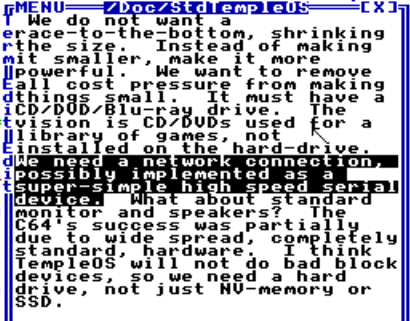 MENU /Doc/StdTempleOS [X]
We do not want a
race-to-the-bottom, shrinking
the size.  Instead of making
it smaller, make it more
powerful.  We want to remove
all cost pressure from making
things small.  It must have a
CD/DVD/Blu-ray drive.  The
vision is CD/DVDs used for a
library of games, not
installed on the hard-drive.
We need a network connection,
possibly implemented as a
super-simple high speed serial
device.  What about standard
monitor and speakers?  The
C64's success was partially
due to wide spread, completely
standard, hardware.  I think
TempleOS will not do bad block
devices, so we need a hard
drive, not just NV-memory or
SSD.